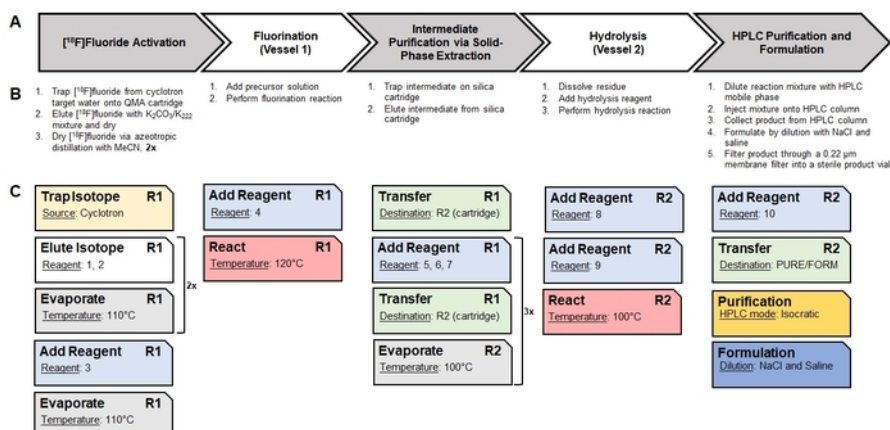 A
[¹⁸F]Fluoride Activation
Fluorination
(Vessel 1)
Intermediate
Purification via Solid-
Phase Extraction
Hydrolysis
(Vessel 2)
HPLC Purification and
Formulation
B
1. Trap [¹⁸F]fluoride from cyclotron
target water onto QMA cartridge
2. Elute [¹⁸F]fluoride with K₂CO₃/K₂₂₂
mixture and dry
3. Dry [¹⁸F]fluoride via azeotropic
distillation with MeCN, 2x
1. Add precursor solution
2. Perform fluorination reaction
1. Trap intermediate on silica
cartridge
2. Elute intermediate from silica
cartridge
1. Dissolve residue
2. Add hydrolysis reagent
3. Perform hydrolysis reaction
1. Dilute reaction mixture with HPLC
mobile phase
2. Inject mixture onto HPLC column
3. Collect product from HPLC column
4. Formulate by dilution with NaCl and
saline
5. Filter product through a 0.22 μm
membrane filter into a sterile product vial
C
Trap Isotope R1
Source: Cyclotron
Elute Isotope R1
Reagent: 1, 2
Evaporate R1
Temperature: 110°C
2x
Add Reagent R1
Reagent: 3
Evaporate R1
Temperature: 110°C
Add Reagent R1
Reagent: 4
React R1
Temperature: 120°C
Transfer R1
Destination: R2 (cartridge)
Add Reagent R1
Reagent: 5, 6, 7
Transfer R1
Destination: R2 (cartridge)
Evaporate R2
Temperature: 100°C
3x
Add Reagent R2
Reagent: 8
Add Reagent R2
Reagent: 9
React R2
Temperature: 100°C
Add Reagent R2
Reagent: 10
Transfer R2
Destination: PURE/FORM
Purification
HPLC mode: Isocratic
Formulation
Dilution: NaCl and Saline